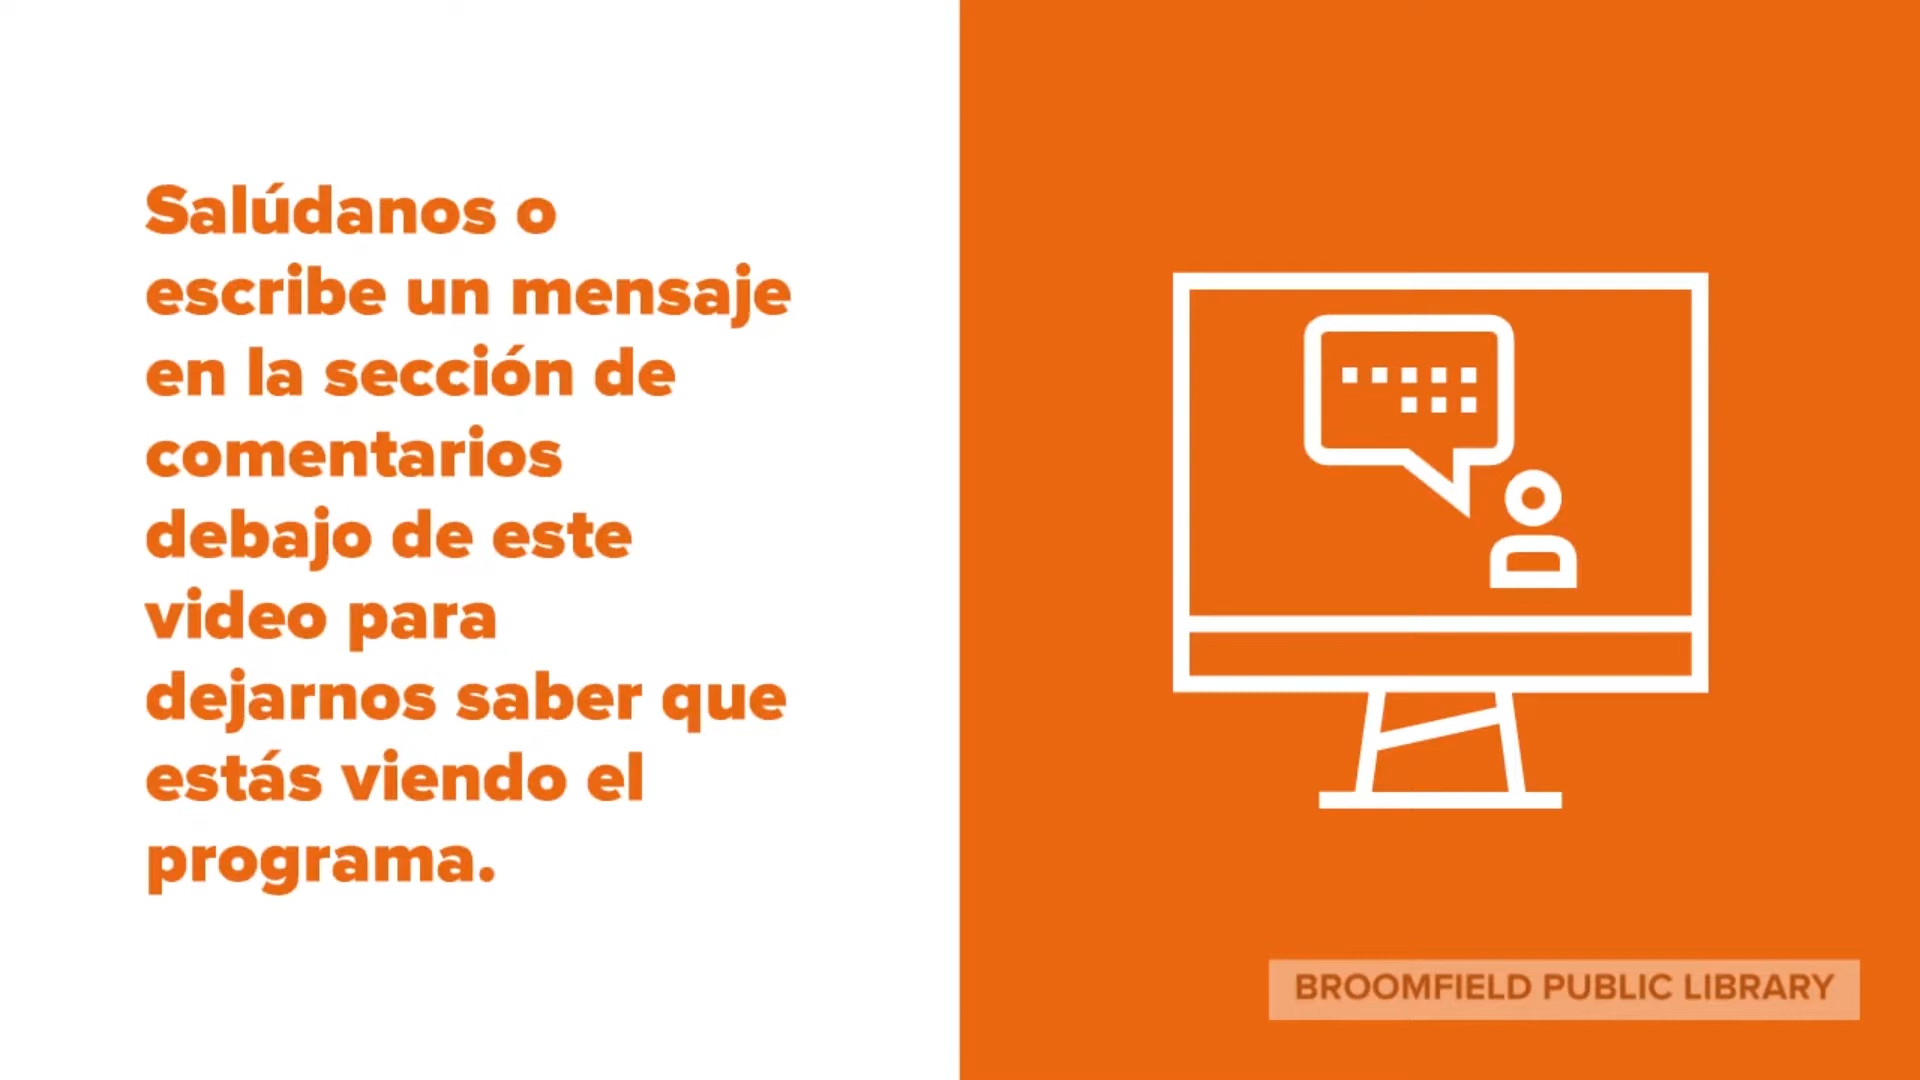 Salúdanos o
escribe un mensaje
en la sección de
comentarios
debajo de este
video para
dejarnos saber que
estás viendo el
programa.
BROOMFIELD PUBLIC LIBRARY